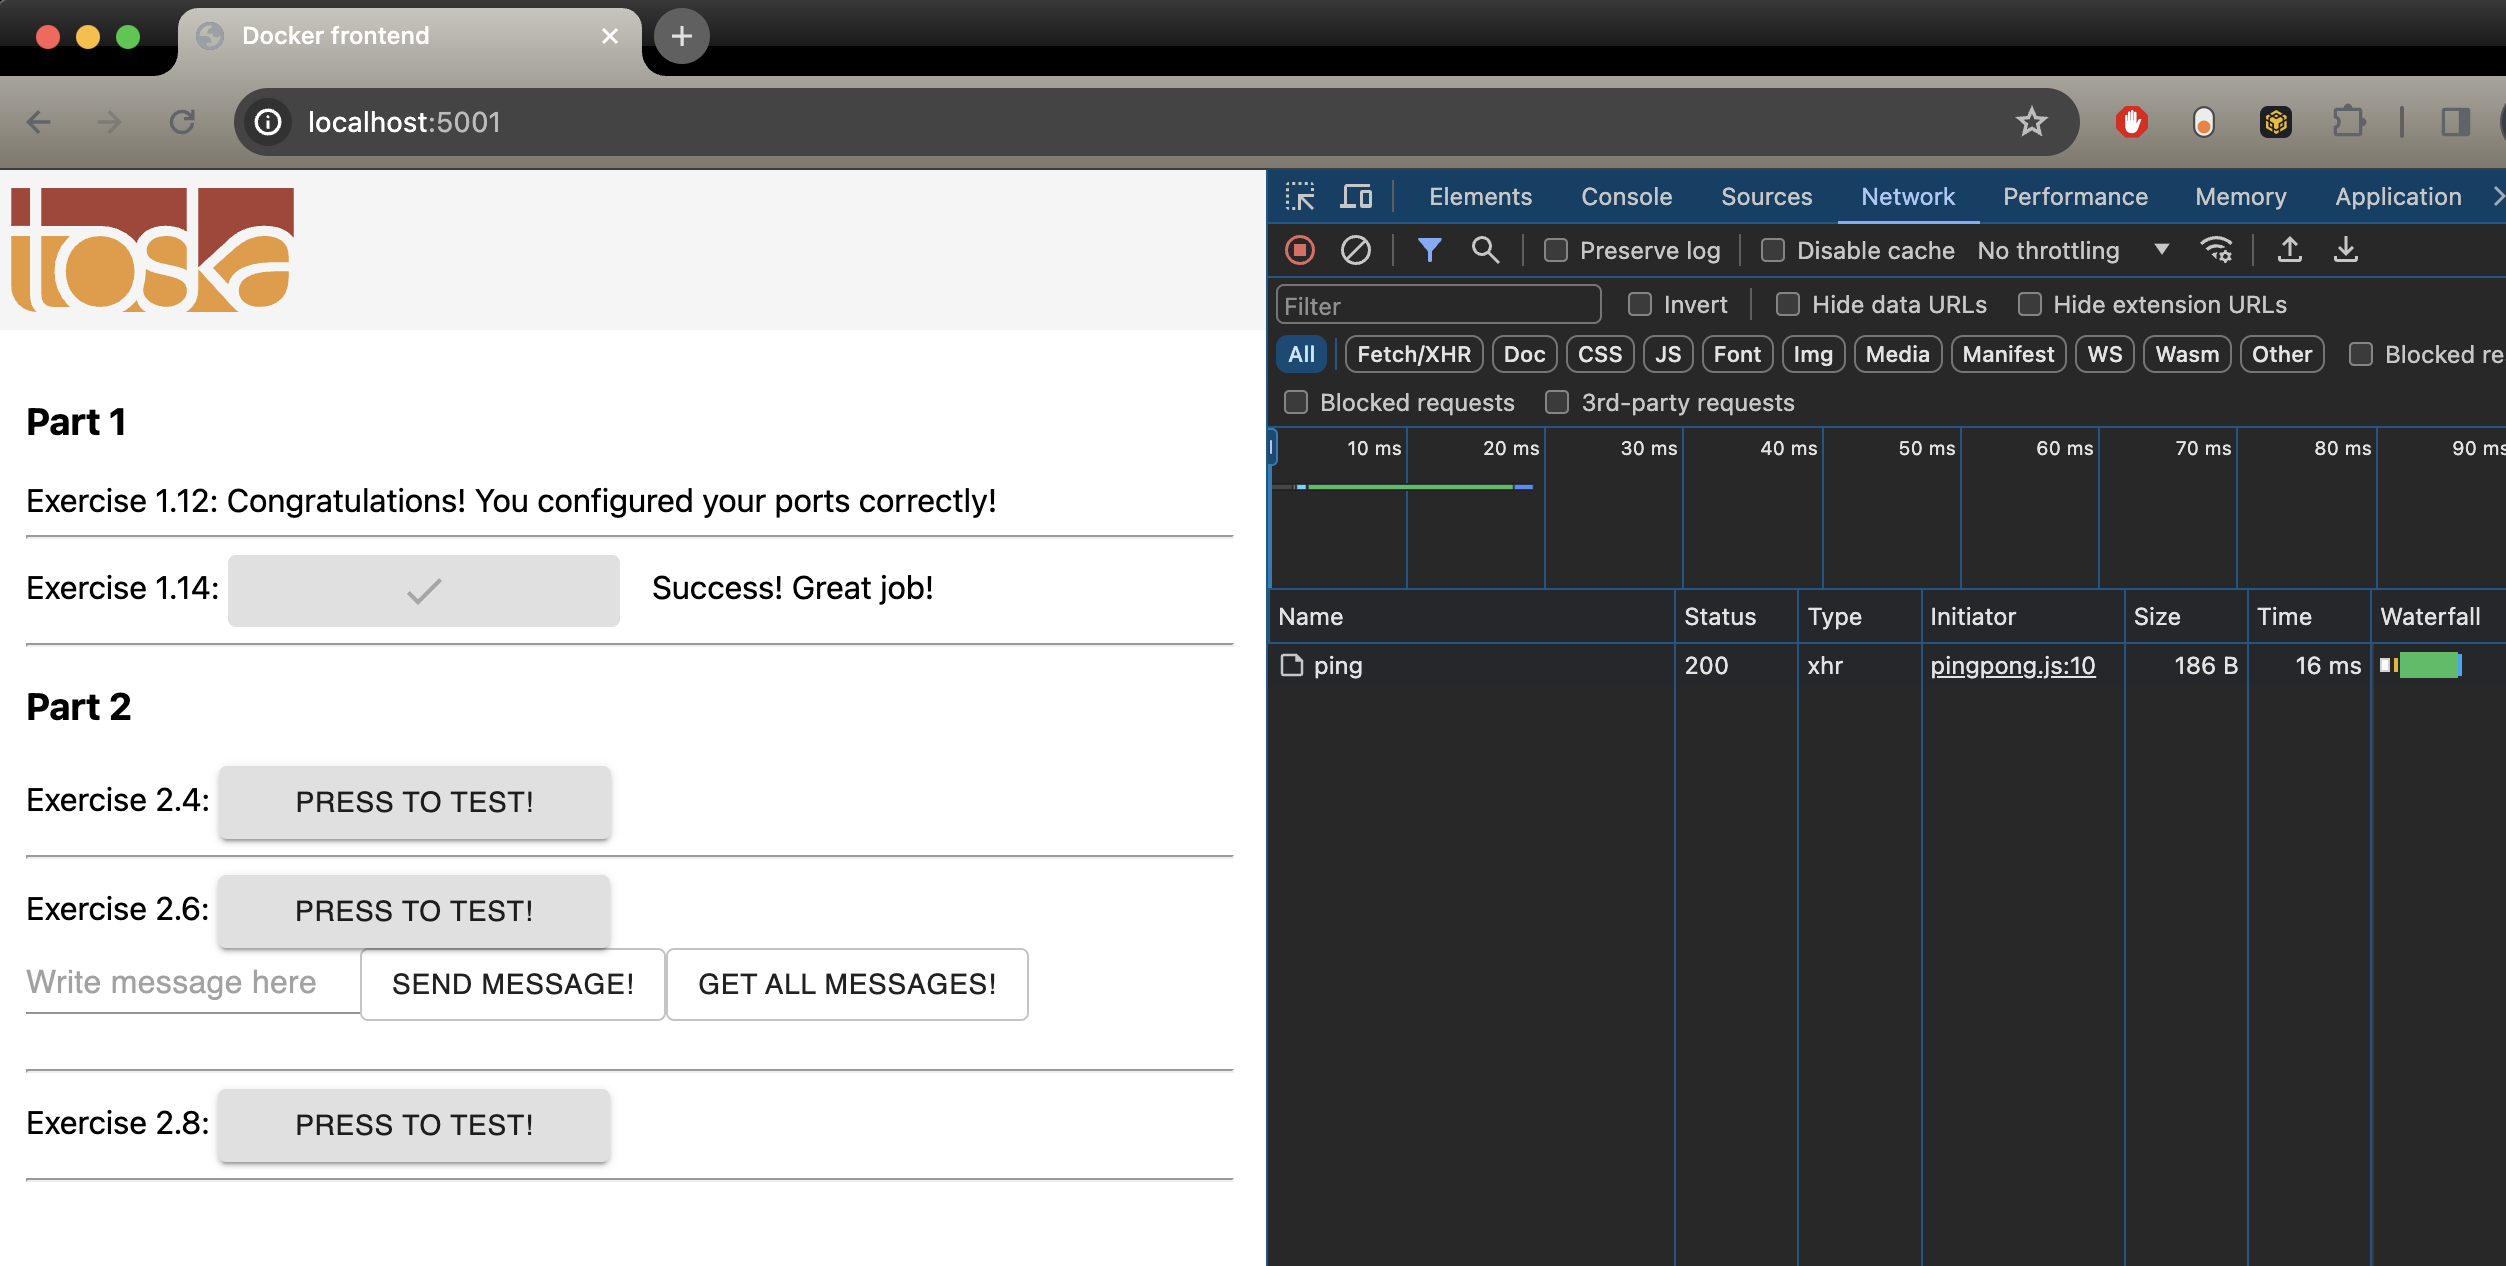 Docker frontend
localhost:5001
toska
Part 1
Exercise 1.12: Congratulations! You configured your ports correctly!
Exercise 1.14: Success! Great job!
Part 2
Exercise 2.4: PRESS TO TEST!
Exercise 2.6: PRESS TO TEST!
Write message here SEND MESSAGE! GET ALL MESSAGES!
Exercise 2.8: PRESS TO TEST!
Elements Console Sources Network Performance Memory Application
Preserve log Disable cache No throttling
Filter Invert Hide data URLs Hide extension URLs
All Fetch/XHR Doc CSS JS Font Img Media Manifest WS Wasm Other Blocked re
Blocked requests 3rd-party requests
10 ms 20 ms 30 ms 40 ms 50 ms 60 ms 70 ms 80 ms 90 ms
Name Status Type Initiator Size Time Waterfall
ping 200 xhr pingpong.js:10 186 B 16 ms